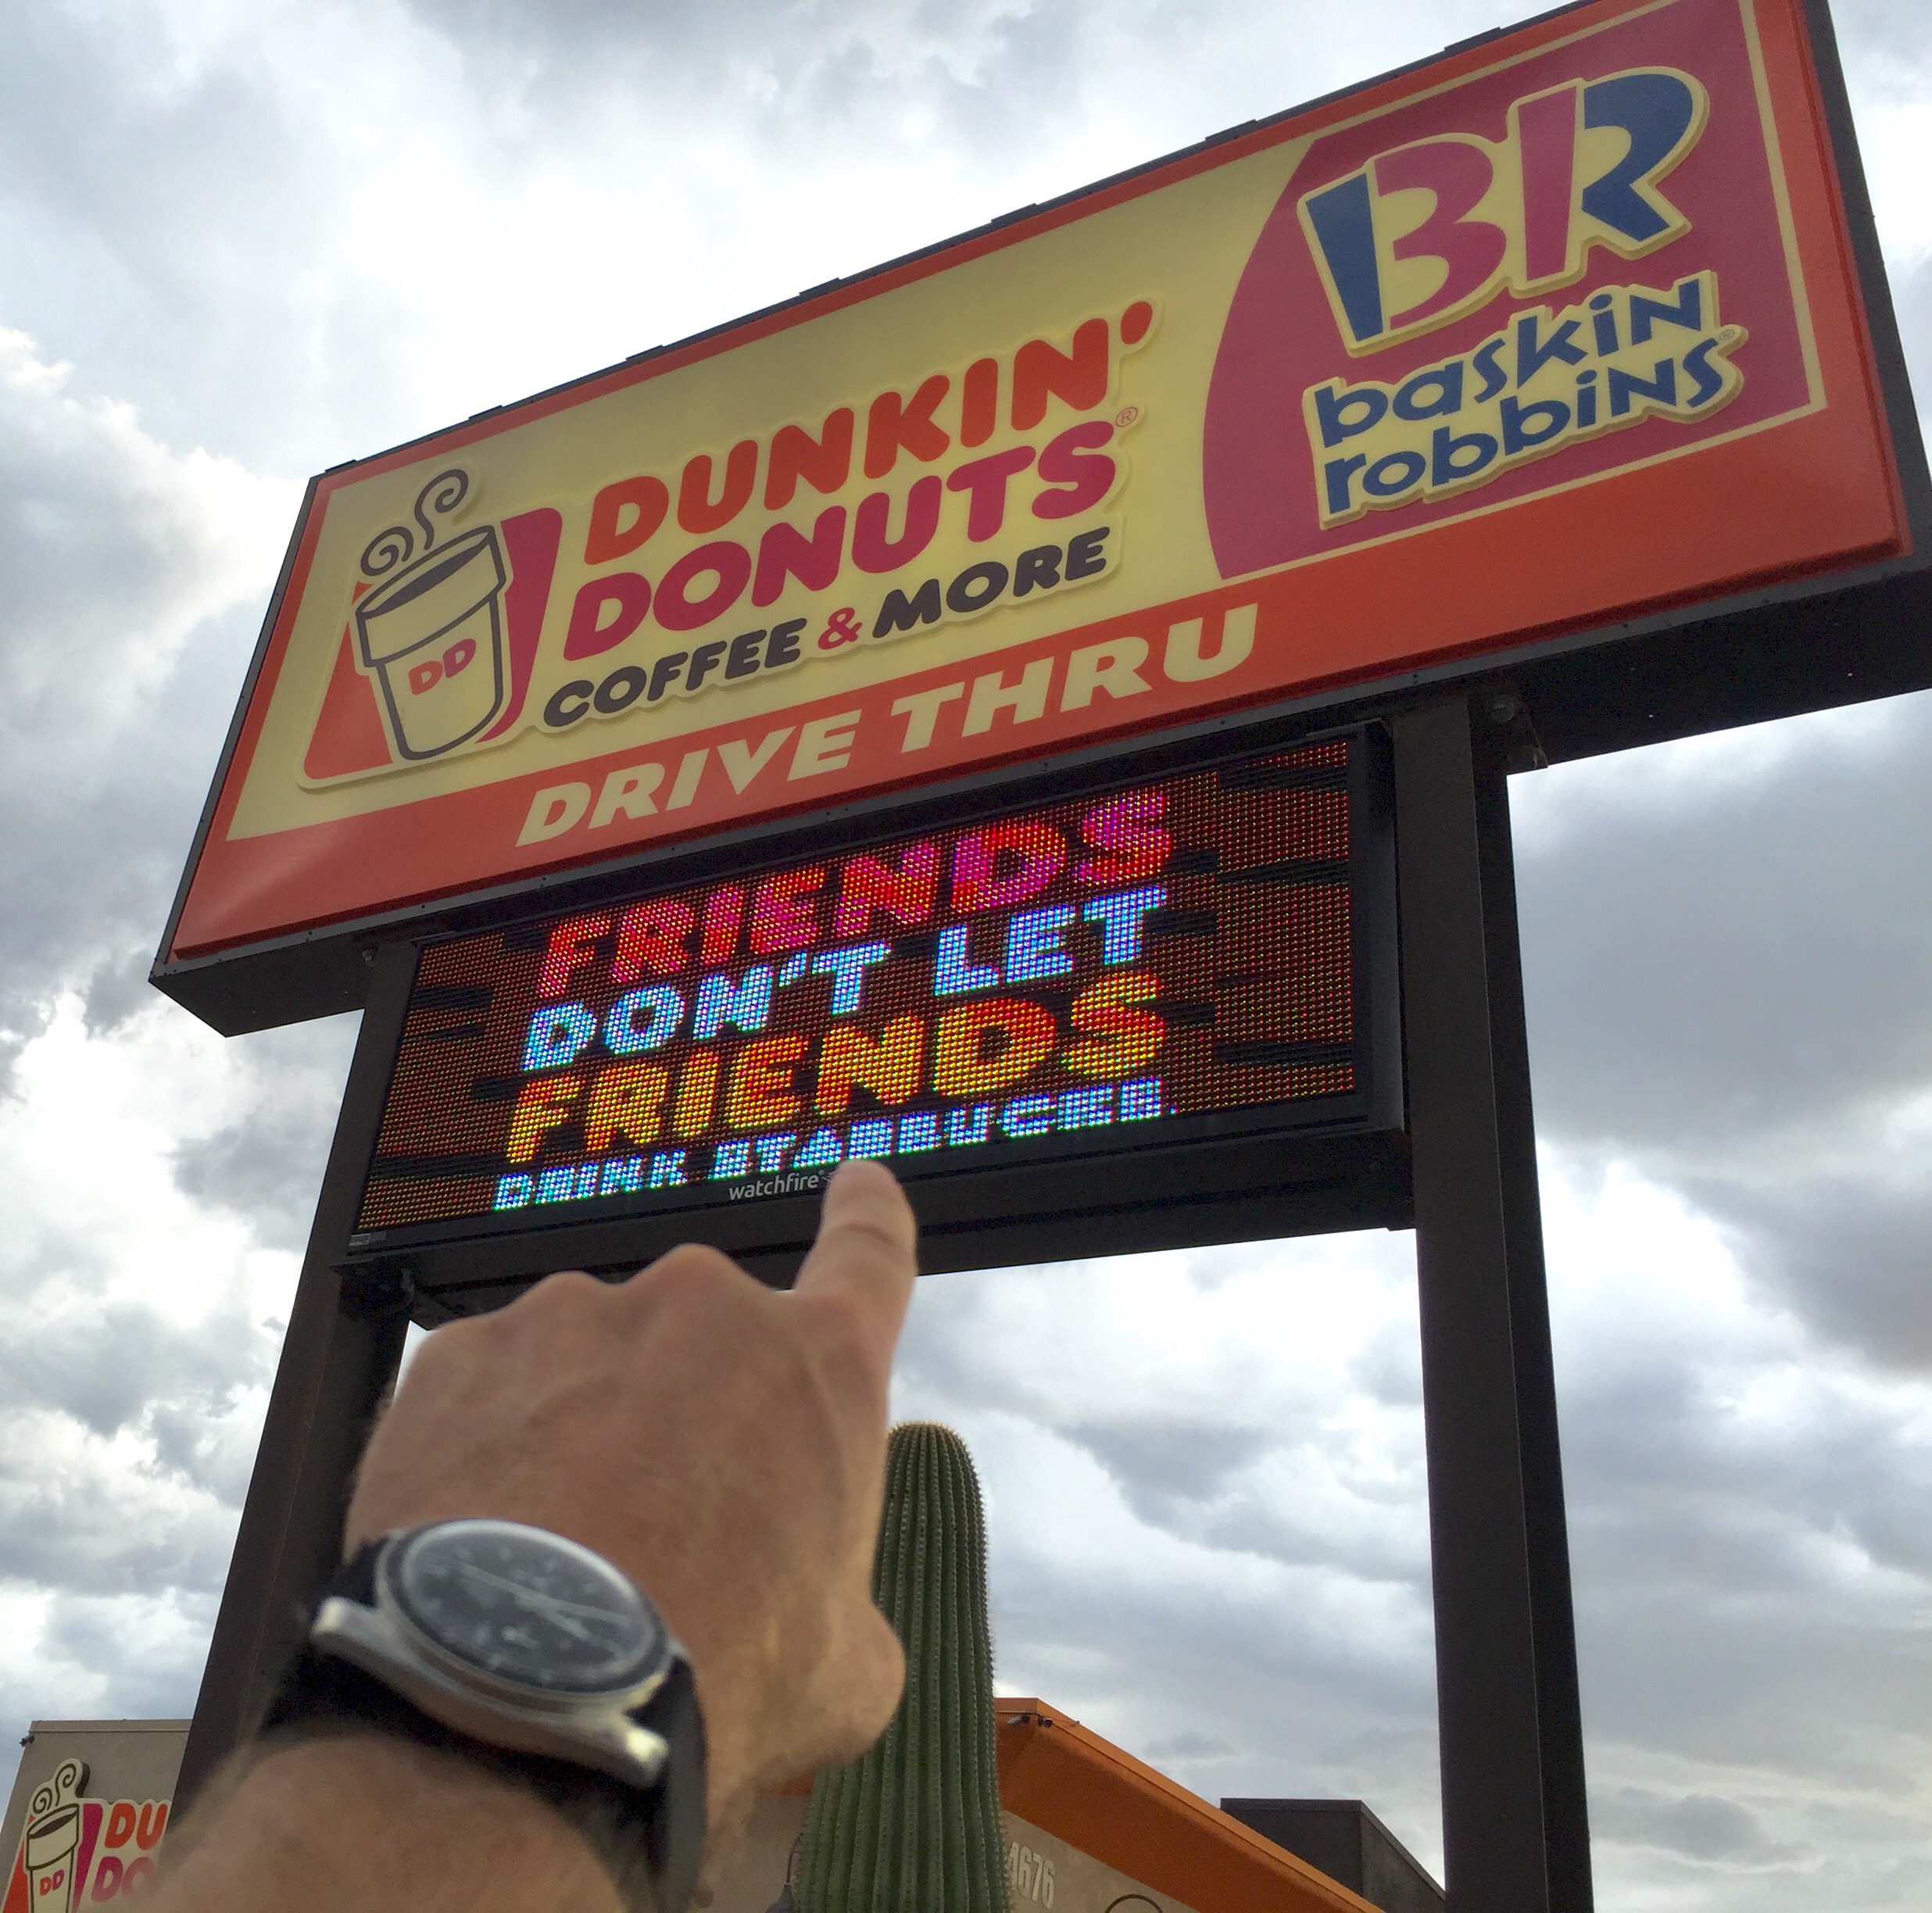 BR
baskin
robbins®
DUNKIN'
DONUTS®
COFFEE & MORE
DD
DRIVE THRU
FRIENDS
DON'T LET
FRIENDS
DRINK STARBUCKS.
watchfire
DU
DO
DD
1676